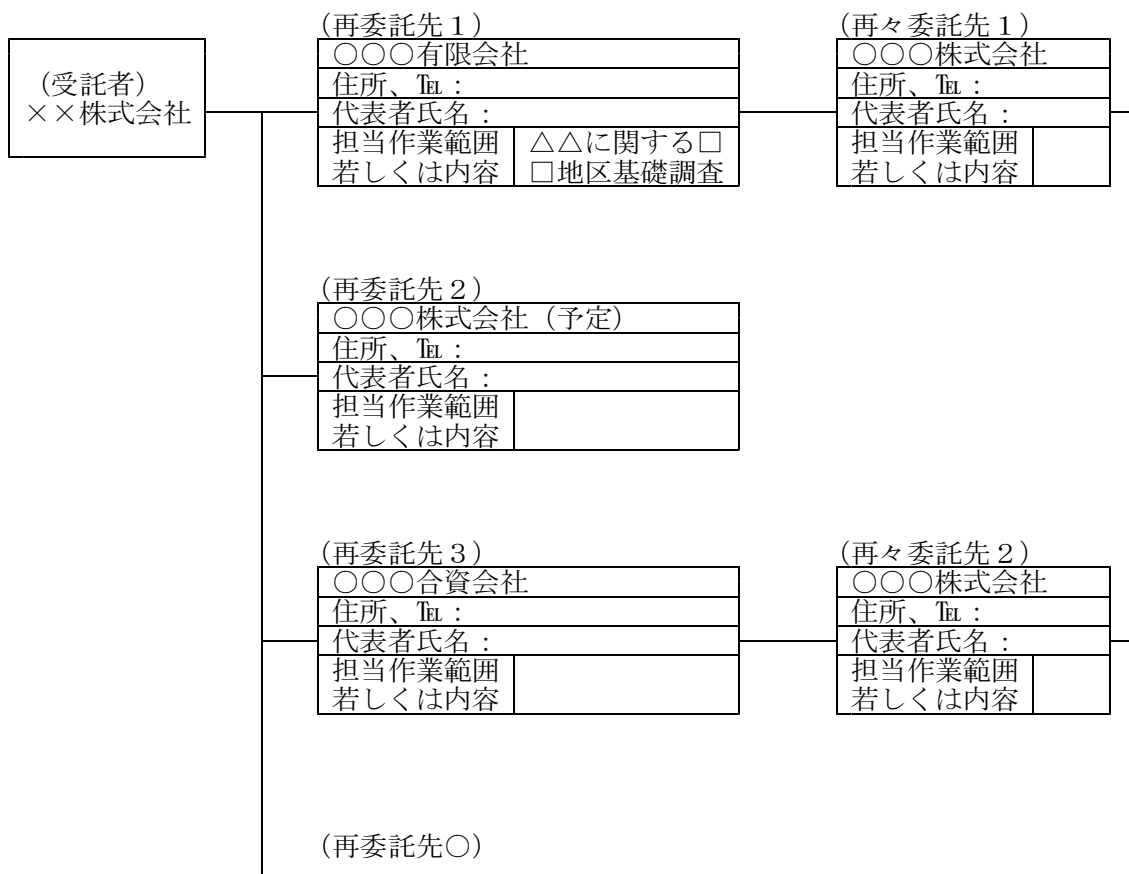 (受託者)
××株式会社
(再委託先1)
○○○有限会社
住所、℡:
代表者氏名:
担当作業範囲
若しくは内容
△△に関する□
□地区基礎調査
(再々委託先1)
○○○株式会社
住所、℡:
代表者氏名:
担当作業範囲
若しくは内容
(再委託先2)
○○○株式会社(予定)
住所、℡:
代表者氏名:
担当作業範囲
若しくは内容
(再委託先3)
○○○合資会社
住所、℡:
代表者氏名:
担当作業範囲
若しくは内容
(再々委託先2)
○○○株式会社
住所、℡:
代表者氏名:
担当作業範囲
若しくは内容
(再委託先○)